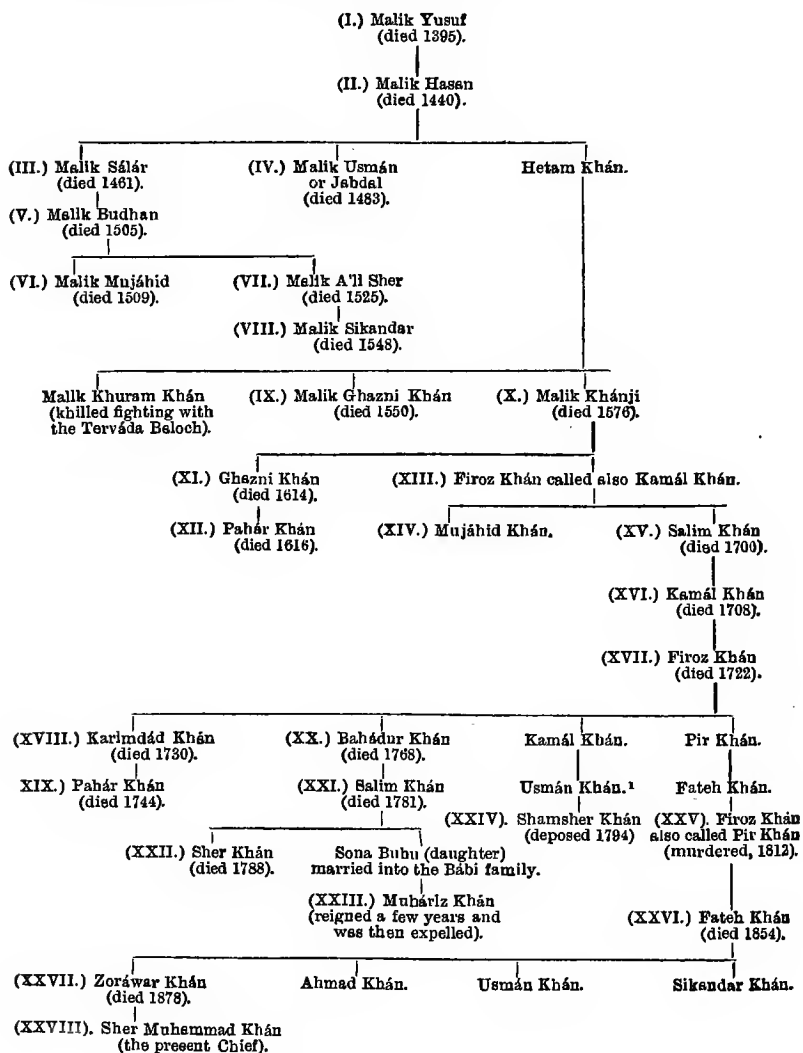 (I.) Malik Yusuf
(died 1395).
(II.) Malik Hasan
(died 1440).
(III.) Malik Sálár
(died 1461).
(IV.) Malik Usmán
or Jabdal
(died 1483).
Hetam Khán.
(V.) Malik Budhan
(died 1505).
(VI.) Malik Mujáhid
(died 1509).
(VII.) Malik A'li Sher
(died 1525).
(VIII.) Malik Sikandar
(died 1548).
Malik Khuram Khán
(khilled fighting with
the Terváda Beloch).
(IX.) Malik Ghazni Khán
(died 1550).
(X.) Malik Khánji
(died 1576).
(XI.) Ghazni Khán
(died 1614).
(XIII.) Firoz Khán called also Kamál Khán.
(XII.) Pahár Khán
(died 1616).
(XIV.) Mujáhid Khán.
(XV.) Salim Khán
(died 1700).
(XVI.) Kamál Khán
(died 1708).
(XVII.) Firoz Khán
(died 1722).
(XVIII.) Karimdád Khán
(died 1730).
(XX.) Bahádur Khán
(died 1768).
Kamál Khán.
Pir Khán.
XIX.) Pahár Khán
(died 1744).
(XXI.) Salim Khán
(died 1781).
Usmán Khán.¹
Fateh Khán.
(XXIV). Shamsher Khán
(deposed 1794)
(XXV). Firoz Khán
also called Pir Khán
(murdered, 1812).
(XXII.) Sher Khán
(died 1788).
Sona Bubu (daughter)
married into the Bábi family.
(XXIII.) Mubáriz Khán
(reigned a few years and
was then expelled).
(XXVI.) Fateh Khán
(died 1854).
(XXVII.) Zoráwar Khán
(died 1878).
Ahmad Khán.
Usmán Khán.
Sikandar Khán.
(XXVIII). Sher Muhammad Khán
(the present Chief).